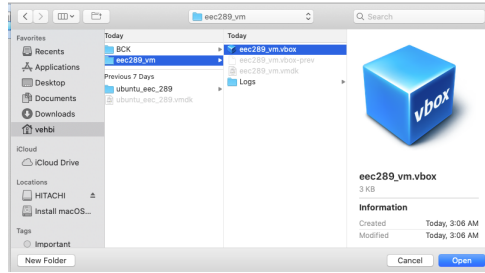 eec289_vm
Search
Favorites
Recents
Applications
Desktop
Documents
Downloads
vehbi
iCloud
iCloud Drive
Locations
HITACHI
Install macOS...
Tags
Important
Today
BCK
eec289_vm
Previous 7 Days
ubuntu_eec_289
ubuntu_eec_289.vmdk
Today
eec289_vm.vbox
eec289_vm.vbox-prev
eec289_vm.vmdk
Logs
vbox
eec289_vm.vbox
3 KB
Information
Created Today, 3:06 AM
Modified Today, 3:06 AM
New Folder
Cancel
Open